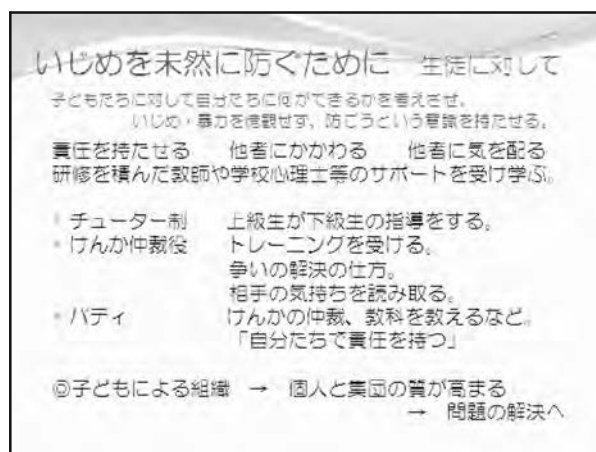 いじめを未然に防ぐために 生徒に対して
子どもたちに対して自分たちに何ができるかを考えさせ、
いじめ・暴力を傍観せず、防ごうという意識を持たせる。
責任を持たせる 他者にかかわる 他者に気を配る
研修を積んだ教師や学校心理士等のサポートを受け学ぶ。
・チューター制 上級生が下級生の指導をする。
・けんか仲裁役 トレーニングを受ける。
争いの解決の仕方。
相手の気持ちを読み取る。
・バディ けんかの仲裁、教科を教えるなど。
「自分たちで責任を持つ」
◎子どもによる組織 → 個人と集団の質が高まる
→ 問題の解決へ